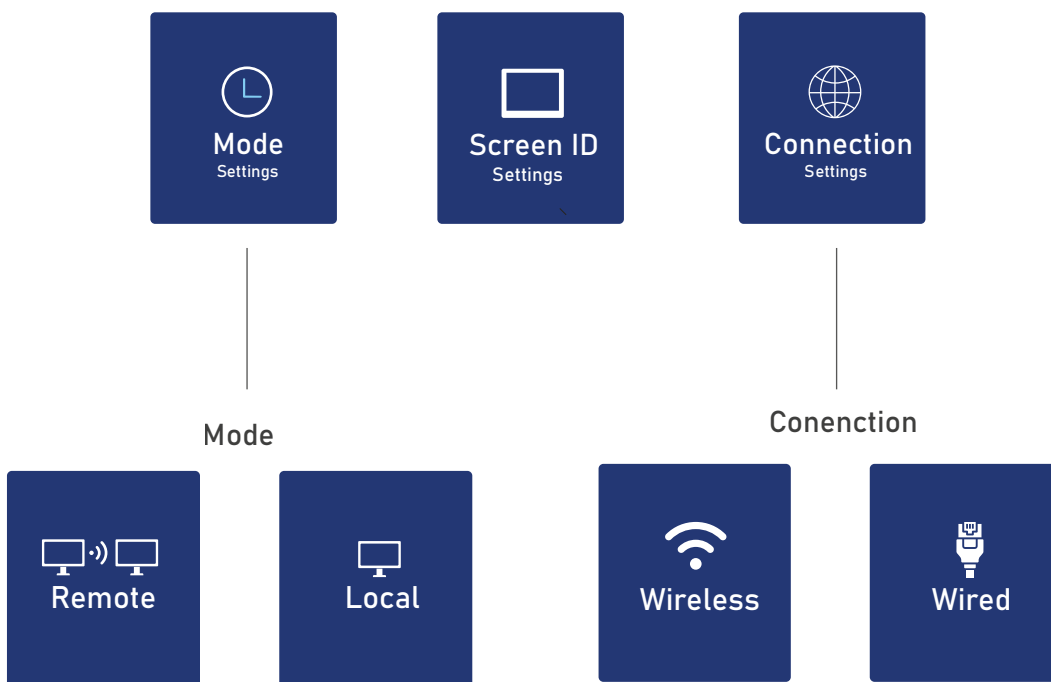 Mode
Settings
Screen ID
Settings
Connection
Settings
Mode
Conenction
Remote
Local
Wireless
Wired